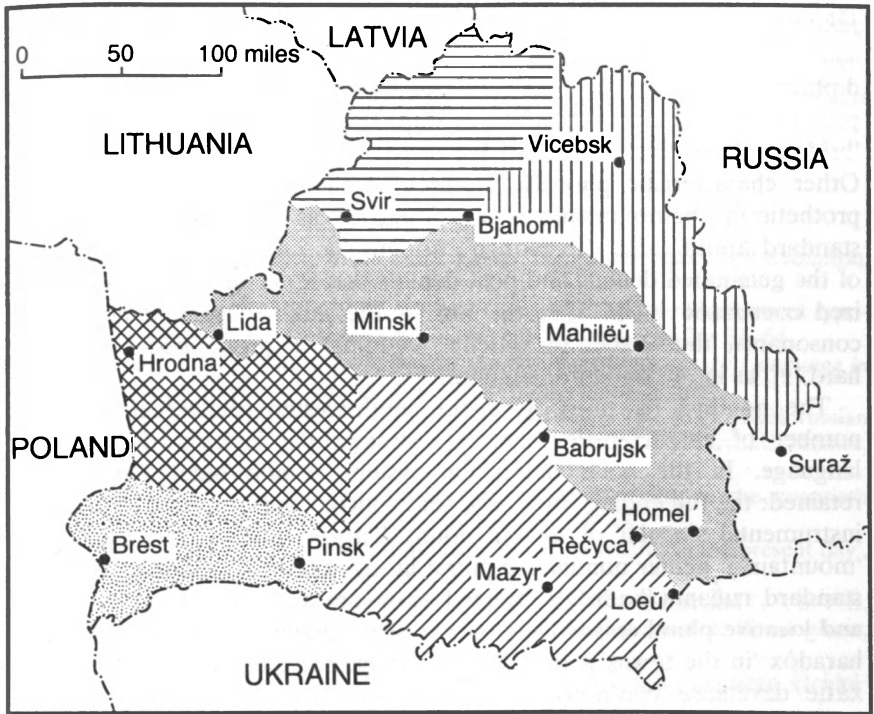 LATVIA
0 50 100 miles
LITHUANIA
Vicebsk
RUSSIA
Svir
Bjahoml
Lida
Minsk
Mahilëŭ
Hrodna
POLAND
Babrujsk
Suraž
Homel´
Brèst
Pinsk
Rèčyca
Mazyr
Loeŭ
UKRAINE